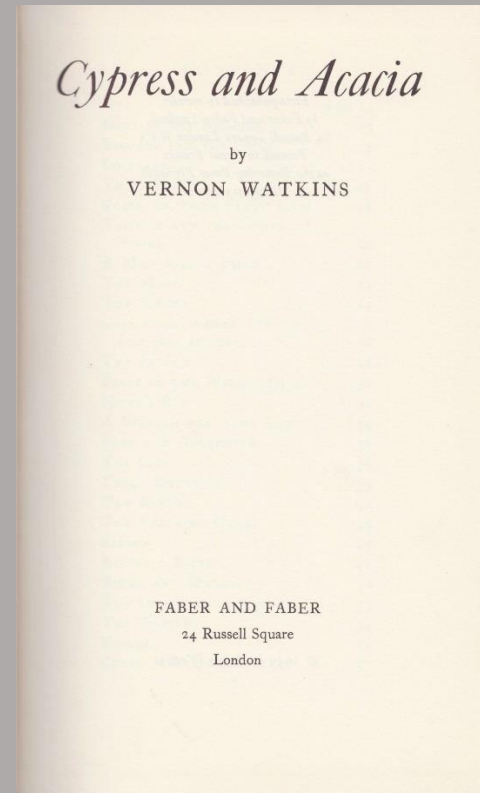 Cypress and Acacia
by
VERNON WATKINS
FABER AND FABER
24 Russell Square
London